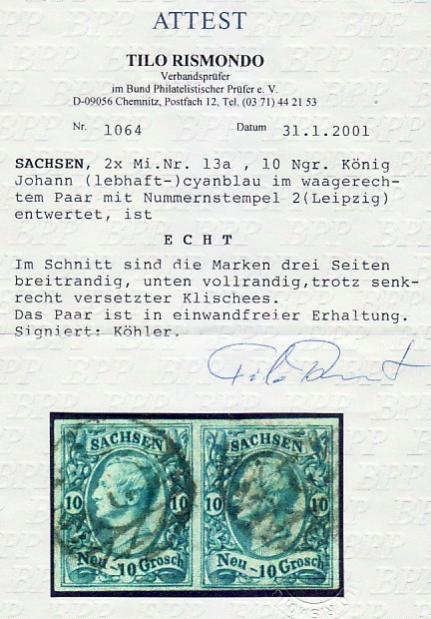 ATTEST
TILO RISMONDO
Verbandsprüfer
im Bund Philatelistischer Prüfer e. V.
D-09056 Chemnitz, Postfach 12, Tel. (03 71) 44 21 53
Nr. 1064 Datum 31.1.2001
SACHSEN, 2x Mi.Nr. 13a , 10 Ngr. König
Johann (lebhaft-)cyanblau im waagerech-
tem Paar mit Nummernstempel 2(Leipzig)
entwertet, ist
E C H T
Im Schnitt sind die Marken drei Seiten
breitrandig, unten vollrandig,trotz senk-
recht versetzter Klischees.
Das Paar ist in einwandfreier Erhaltung.
Signiert: Köhler.
SACHSEN SACHSEN
10 10 10 10
Neu-10 Grosch Neu-10 Grosch